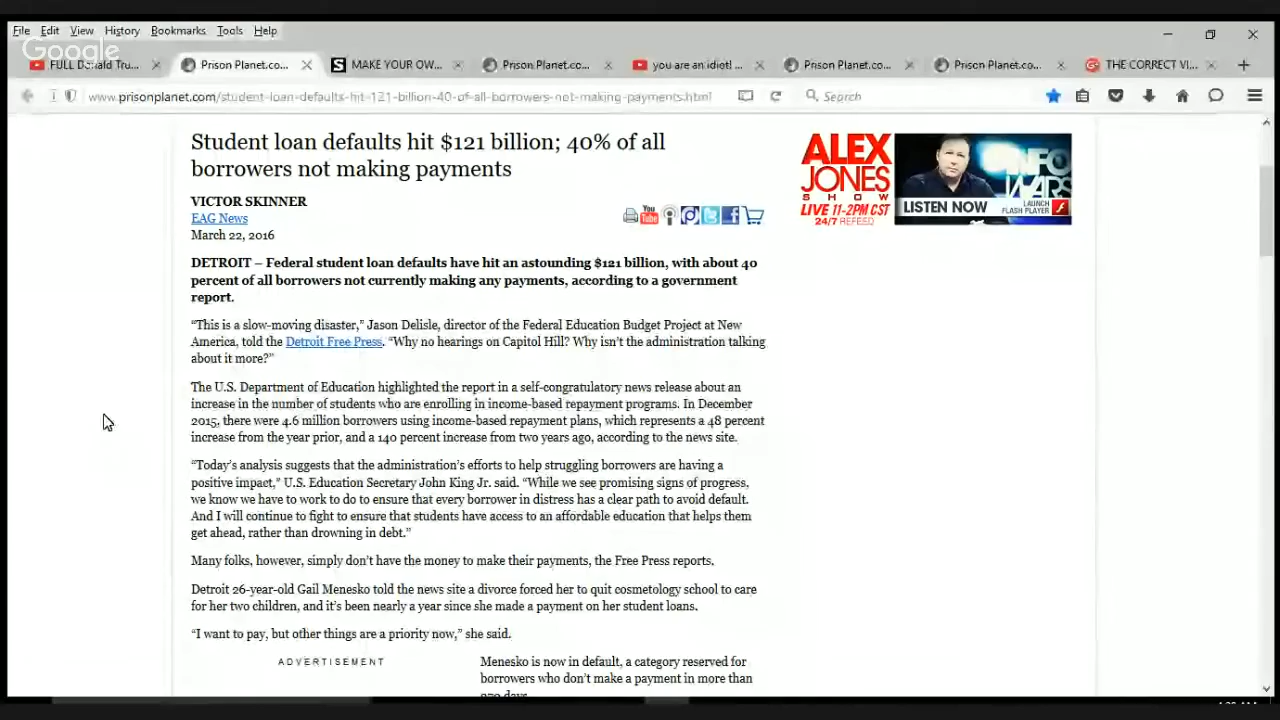 File Edit View History Bookmarks Tools Help
Google
FULL Donald Tru... Prison Planet.co... MAKE YOUR OW... Prison Planet.co... you are an idiot! ... Prison Planet.co... Prison Planet.co... THE CORRECT VI...
www.prisonplanet.com/student-loan-defaults-hit-121-billion-40-of-all-borrowers-not-making-payments.html Search
Student loan defaults hit $121 billion; 40% of all
borrowers not making payments
VICTOR SKINNER
EAG News
March 22, 2016
You Tube
ALEX
JONES
SHOW
LIVE 11-2PM CST
24/7 REFEED
INFO
WARS
LISTEN NOW
LAUNCH
FLASH PLAYER
DETROIT – Federal student loan defaults have hit an astounding $121 billion, with about 40
percent of all borrowers not currently making any payments, according to a government
report.
“This is a slow-moving disaster,” Jason Delisle, director of the Federal Education Budget Project at New
America, told the Detroit Free Press. “Why no hearings on Capitol Hill? Why isn’t the administration talking
about it more?”
The U.S. Department of Education highlighted the report in a self-congratulatory news release about an
increase in the number of students who are enrolling in income-based repayment programs. In December
2015, there were 4.6 million borrowers using income-based repayment plans, which represents a 48 percent
increase from the year prior, and a 140 percent increase from two years ago, according to the news site.
“Today’s analysis suggests that the administration’s efforts to help struggling borrowers are having a
positive impact,” U.S. Education Secretary John King Jr. said. “While we see promising signs of progress,
we know we have to work to do to ensure that every borrower in distress has a clear path to avoid default.
And I will continue to fight to ensure that students have access to an affordable education that helps them
get ahead, rather than drowning in debt.”
Many folks, however, simply don’t have the money to make their payments, the Free Press reports.
Detroit 26-year-old Gail Menesko told the news site a divorce forced her to quit cosmetology school to care
for her two children, and it’s been nearly a year since she made a payment on her student loans.
“I want to pay, but other things are a priority now,” she said.
ADVERTISEMENT
Menesko is now in default, a category reserved for
borrowers who don’t make a payment in more than